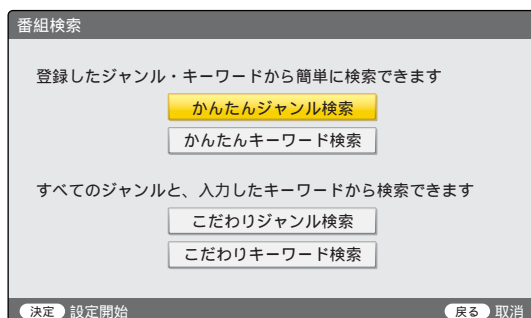 番組検索
登録したジャンル・キーワードから簡単に検索できます
かんたんジャンル検索
かんたんキーワード検索
すべてのジャンルと、入力したキーワードから検索できます
こだわりジャンル検索
こだわりキーワード検索
決定 設定開始 戻る 取消